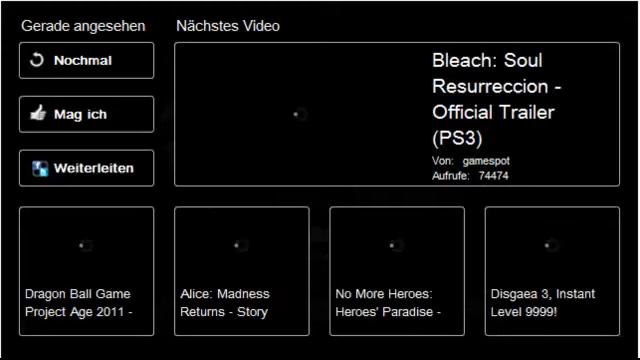 Gerade angesehen
Nächstes Video
Nochmal
Mag ich
Weiterleiten
Bleach: Soul
Resurreccion -
Official Trailer
(PS3)
Von: gamespot
Aufrufe: 74474
Dragon Ball Game
Project Age 2011 -
Alice: Madness
Returns - Story
No More Heroes:
Heroes' Paradise -
Disgaea 3, Instant
Level 9999!